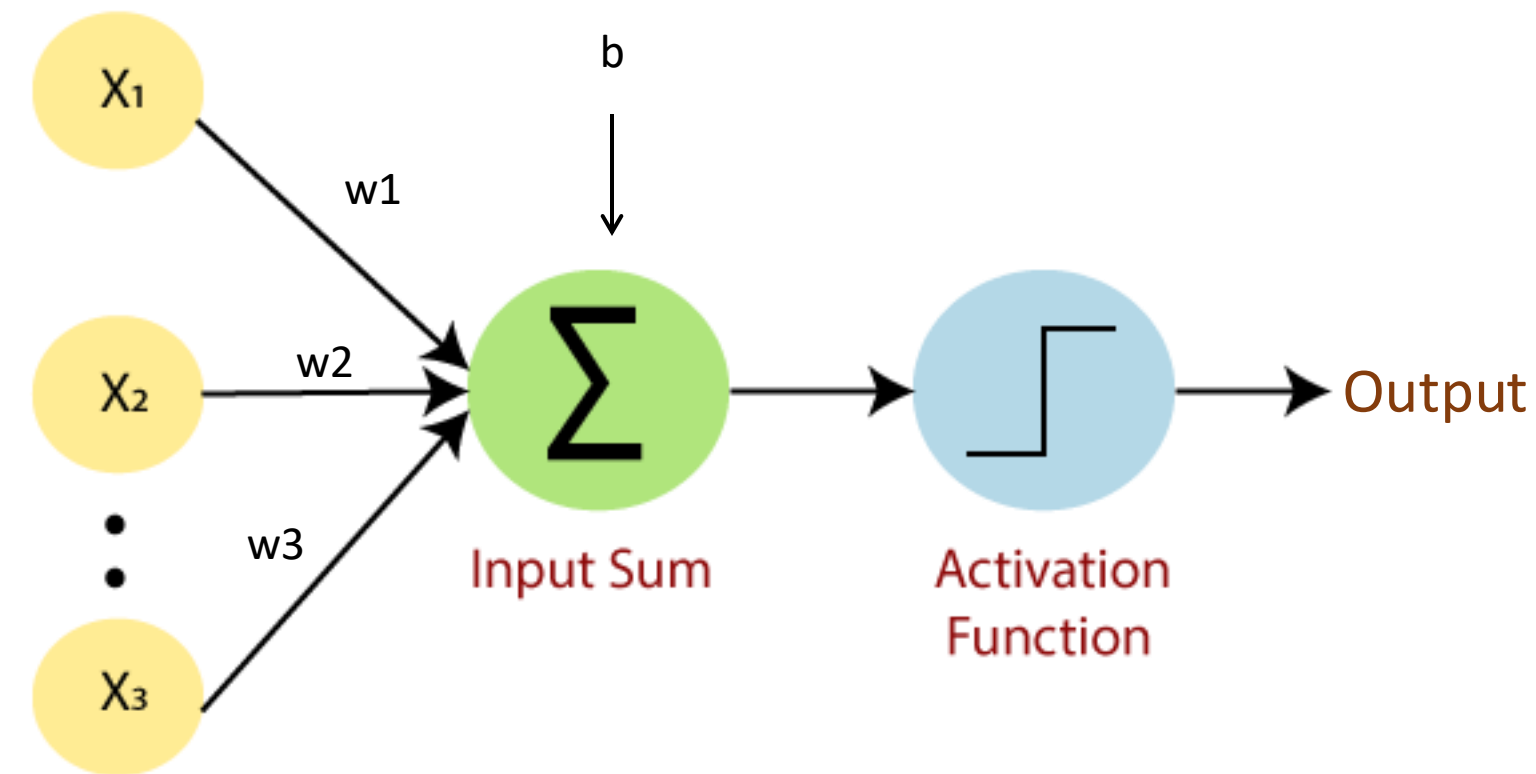 X₁
b
w1
X₂
w2
Σ
Output
w3
Input Sum
Activation
Function
X₃